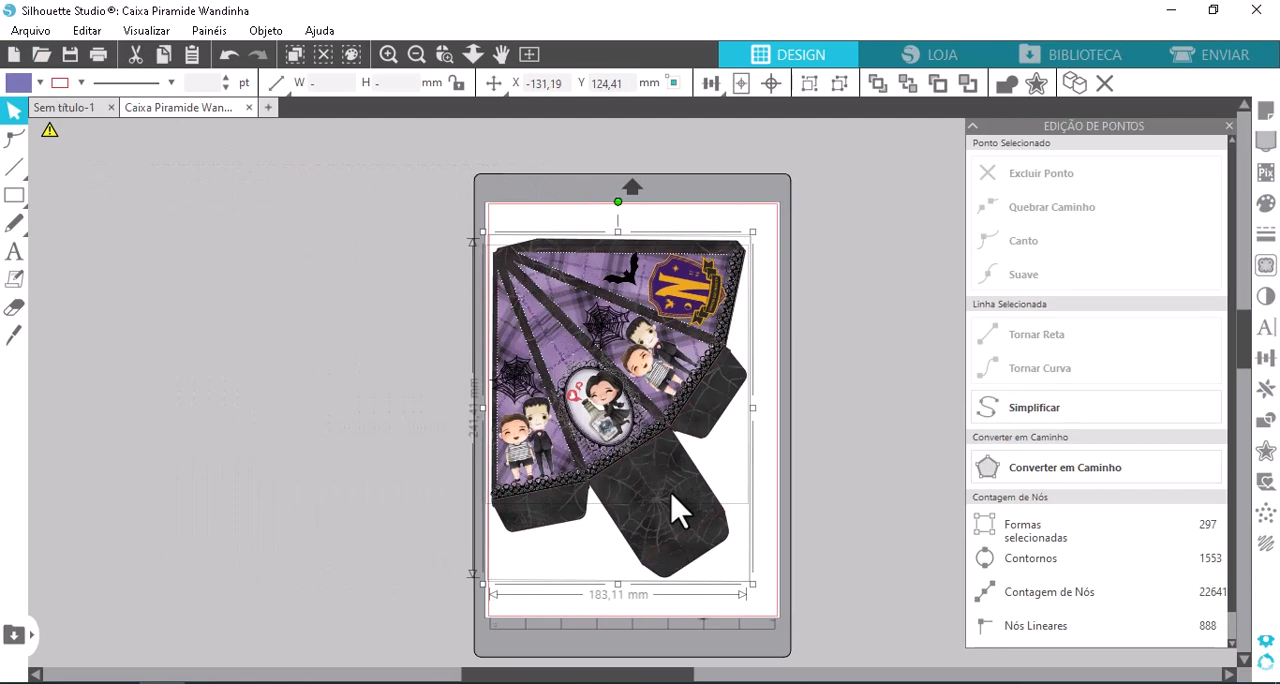 Silhouette Studio®: Caixa Piramide Wandinha
Arquivo Editar Visualizar Painéis Objeto Ajuda
DESIGN LOJA BIBLIOTECA ENVIAR
pt W - H - mm X -131,19 Y 124,41 mm
Sem título-1 × Caixa Piramide Wan... × +
EDIÇÃO DE PONTOS
Ponto Selecionado
Excluir Ponto
Quebrar Caminho
Canto
Suave
Linha Selecionada
Tornar Reta
Tornar Curva
Simplificar
Converter em Caminho
Converter em Caminho
Contagem de Nós
Formas selecionadas 297
Contornos 1553
Contagem de Nós 22641
Nós Lineares 888
N
241,41 mm
183,11 mm